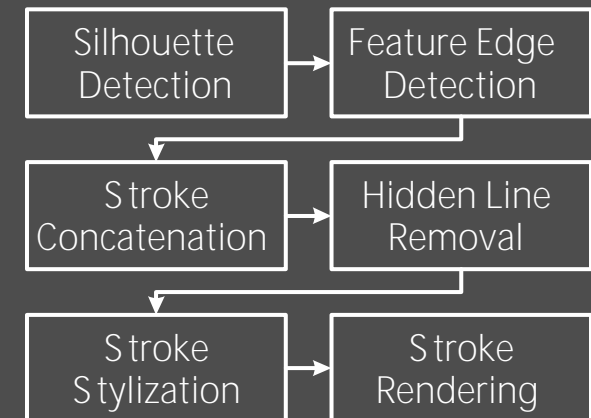 Silhouette
Detection
Feature Edge
Detection
Stroke
Concatenation
Hidden Line
Removal
Stroke
Stylization
Stroke
Rendering